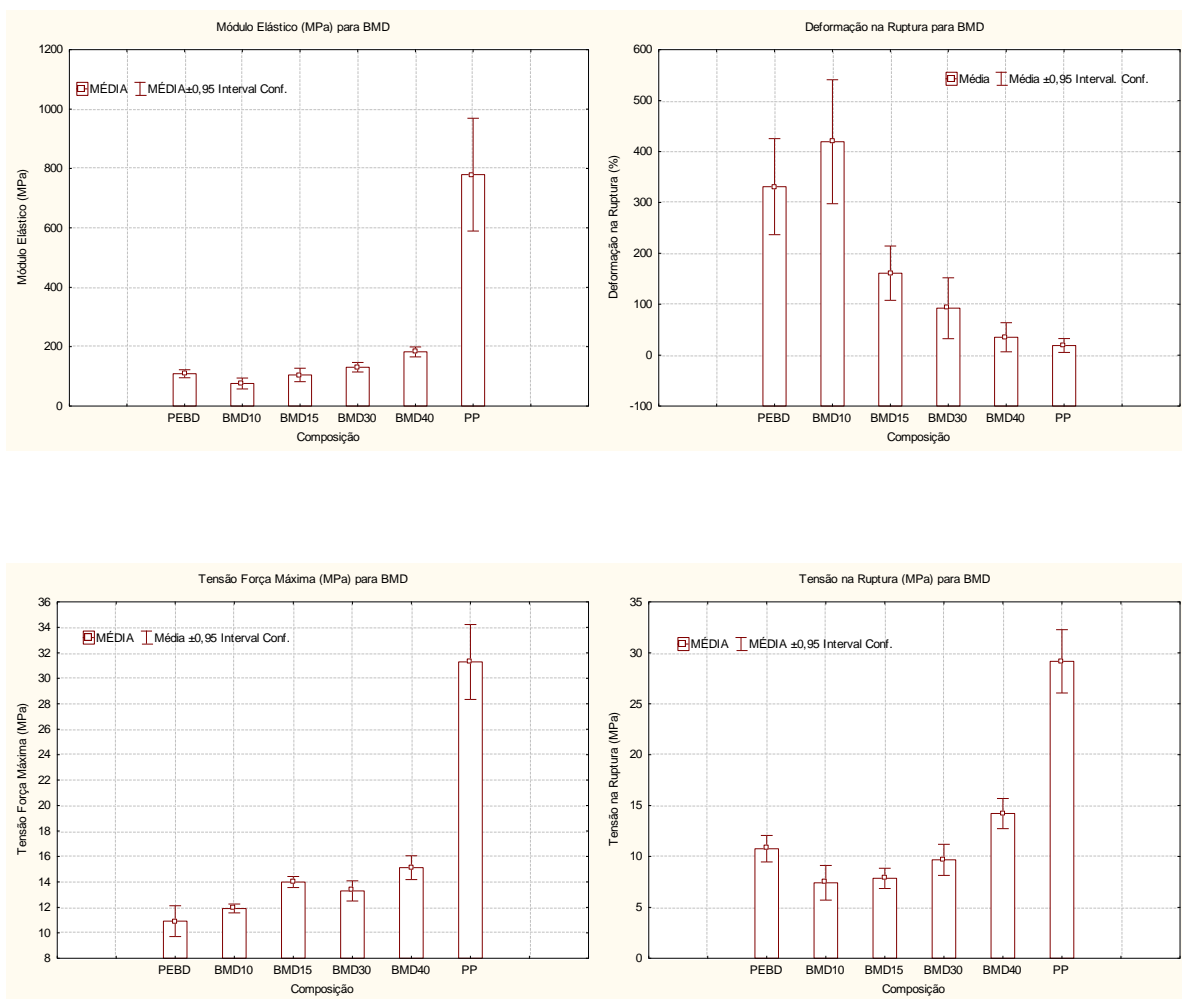 Módulo Elástico (MPa) para BMD
MÉDIA MÉDIA±0,95 Interval Conf.
Módulo Elástico (MPa)
1200
1000
800
600
400
200
0
PEBD BMD10 BMD15 BMD30 BMD40 PP
Composição
Deformação na Ruptura para BMD
Média Média ±0,95 Interval. Conf.
Deformação na Ruptura (%)
600
500
400
300
200
100
0
-100
PEBD BMD10 BMD15 BMD30 BMD40 PP
Composição
Tensão Força Máxima (MPa) para BMD
MÉDIA Média ±0,95 Interval Conf.
Tensão Força Máxima (MPa)
36
34
32
30
28
26
24
22
20
18
16
14
12
10
8
PEBD BMD10 BMD15 BMD30 BMD40 PP
Composição
Tensão na Ruptura (MPa) para BMD
MÉDIA MÉDIA ±0,95 Interval Conf.
Tensão na Ruptura (MPa)
35
30
25
20
15
10
5
0
PEBD BMD10 BMD15 BMD30 BMD40 PP
Composição